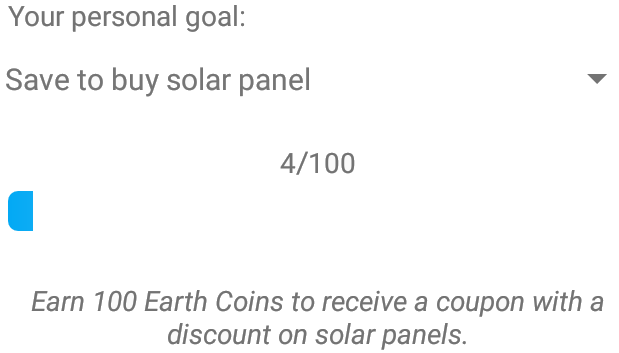 Your personal goal:
Save to buy solar panel
4/100
Earn 100 Earth Coins to receive a coupon with a
discount on solar panels.